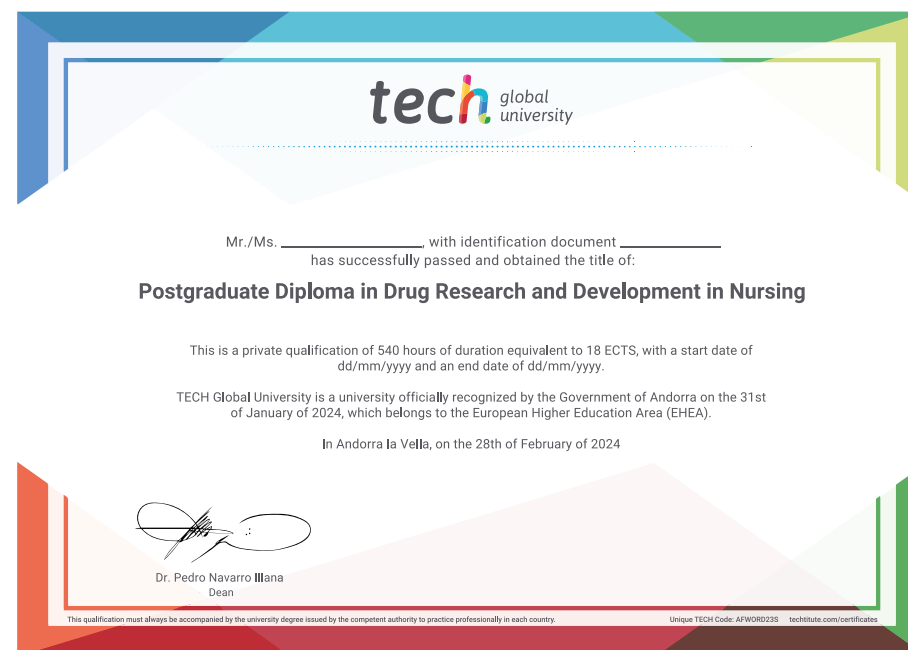 tech global university
Mr./Ms. ____________________, with identification document ______________
has successfully passed and obtained the title of:
Postgraduate Diploma in Drug Research and Development in Nursing
This is a private qualification of 540 hours of duration equivalent to 18 ECTS, with a start date of
dd/mm/yyyy and an end date of dd/mm/yyyy.
TECH Global University is a university officially recognized by the Government of Andorra on the 31st
of January of 2024, which belongs to the European Higher Education Area (EHEA).
In Andorra la Vella, on the 28th of February of 2024
Dr. Pedro Navarro Illana
Dean
This qualification must always be accompanied by the university degree issued by the competent authority to practice professionally in each country.
Unique TECH Code: AFWORD23S techtitute.com/certificates